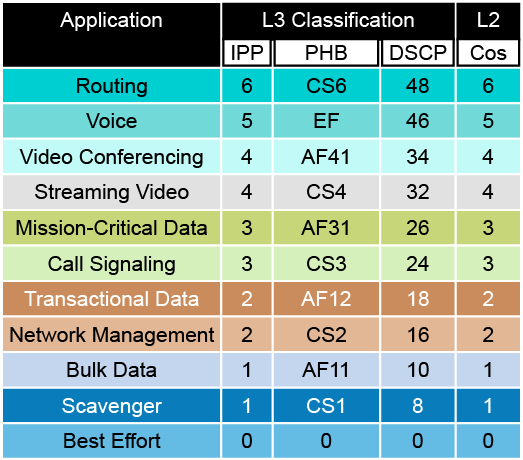 Application L3 Classification L2
IPP PHB DSCP Cos
Routing 6 CS6 48 6
Voice 5 EF 46 5
Video Conferencing 4 AF41 34 4
Streaming Video 4 CS4 32 4
Mission-Critical Data 3 AF31 26 3
Call Signaling 3 CS3 24 3
Transactional Data 2 AF12 18 2
Network Management 2 CS2 16 2
Bulk Data 1 AF11 10 1
Scavenger 1 CS1 8 1
Best Effort 0 0 0 0